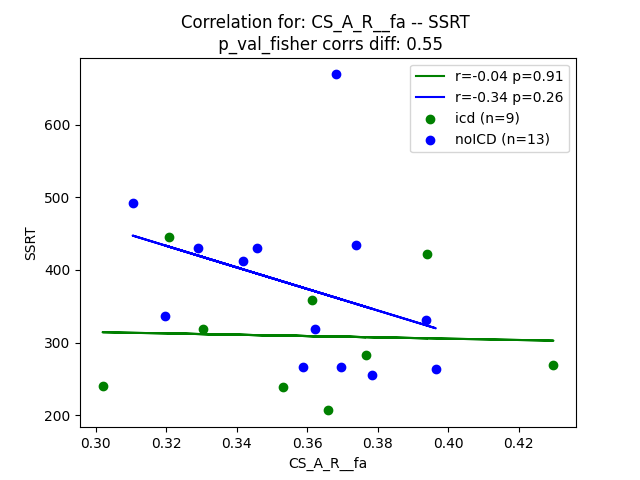 Correlation for: CS_A_R__fa -- SSRT
p_val_fisher corrs diff: 0.55
r=-0.04 p=0.91
r=-0.34 p=0.26
icd (n=9)
noICD (n=13)
600
500
400
300
200
SSRT
0.30 0.32 0.34 0.36 0.38 0.40 0.42
CS_A_R__fa